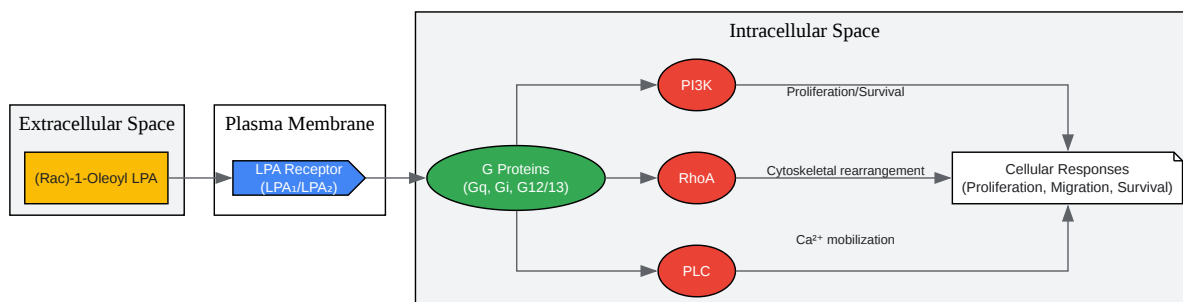 Intracellular Space
Extracellular Space
(Rac)-1-Oleoyl LPA
Plasma Membrane
LPA Receptor
(LPA₁/LPA₂)
G Proteins
(Gq, Gi, G12/13)
PI3K
Proliferation/Survival
RhoA
Cytoskeletal rearrangement
PLC
Ca²⁺ mobilization
Cellular Responses
(Proliferation, Migration, Survival)